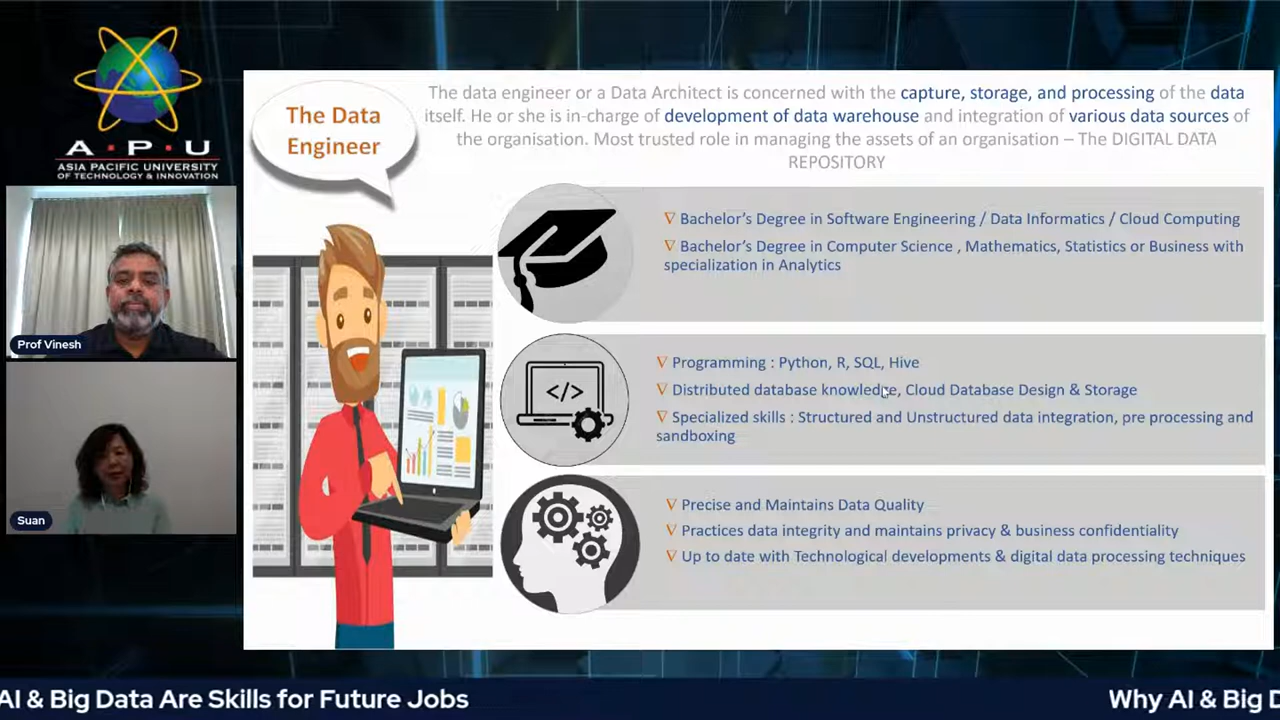 A · P · U
ASIA PACIFIC UNIVERSITY
OF TECHNOLOGY & INNOVATION
Prof Vinesh
Suan
The Data
Engineer
The data engineer or a Data Architect is concerned with the capture, storage, and processing of the data
itself. He or she is in-charge of development of data warehouse and integration of various data sources of
the organisation. Most trusted role in managing the assets of an organisation – The DIGITAL DATA
REPOSITORY
∇ Bachelor's Degree in Software Engineering / Data Informatics / Cloud Computing
∇ Bachelor's Degree in Computer Science , Mathematics, Statistics or Business with
specialization in Analytics
</>
∇ Programming : Python, R, SQL, Hive
∇ Distributed database knowledge, Cloud Database Design & Storage
∇ Specialized skills : Structured and Unstructured data integration, pre processing and
sandboxing
∇ Precise and Maintains Data Quality
∇ Practices data integrity and maintains privacy & business confidentiality
∇ Up to date with Technological developments & digital data processing techniques
AI & Big Data Are Skills for Future Jobs
Why AI & Big D